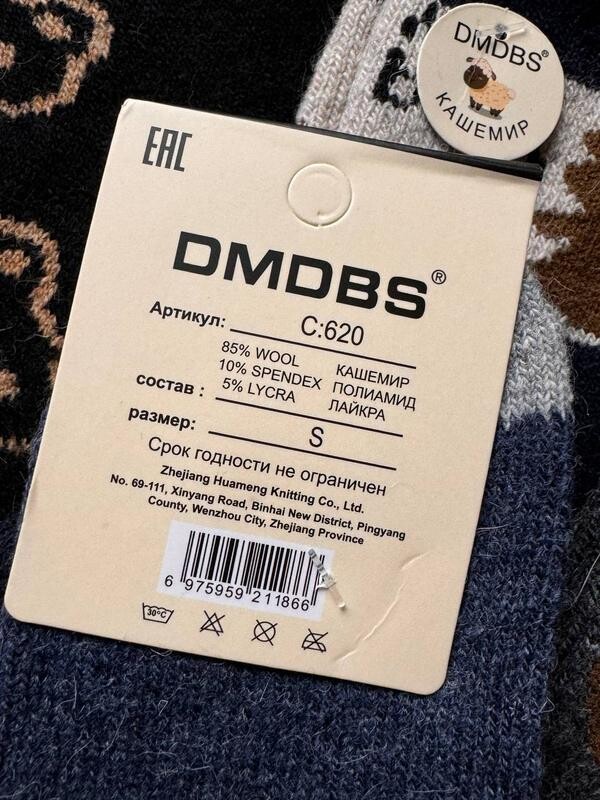 DMDBS®
КАШЕМИР
EAC
DMDBS®
Артикул: C:620
85% WOOL КАШЕМИР
10% SPENDEX ПОЛИАМИД
состав : 5% LYCRA ЛАЙКРА
размер: S
Срок годности не ограничен
Zhejiang Huameng Knitting Co., Ltd.
No. 69-111, Xinyang Road, Binhai New District, Pingyang
County, Wenzhou City, Zhejiang Province
6 975959 211866
30°C